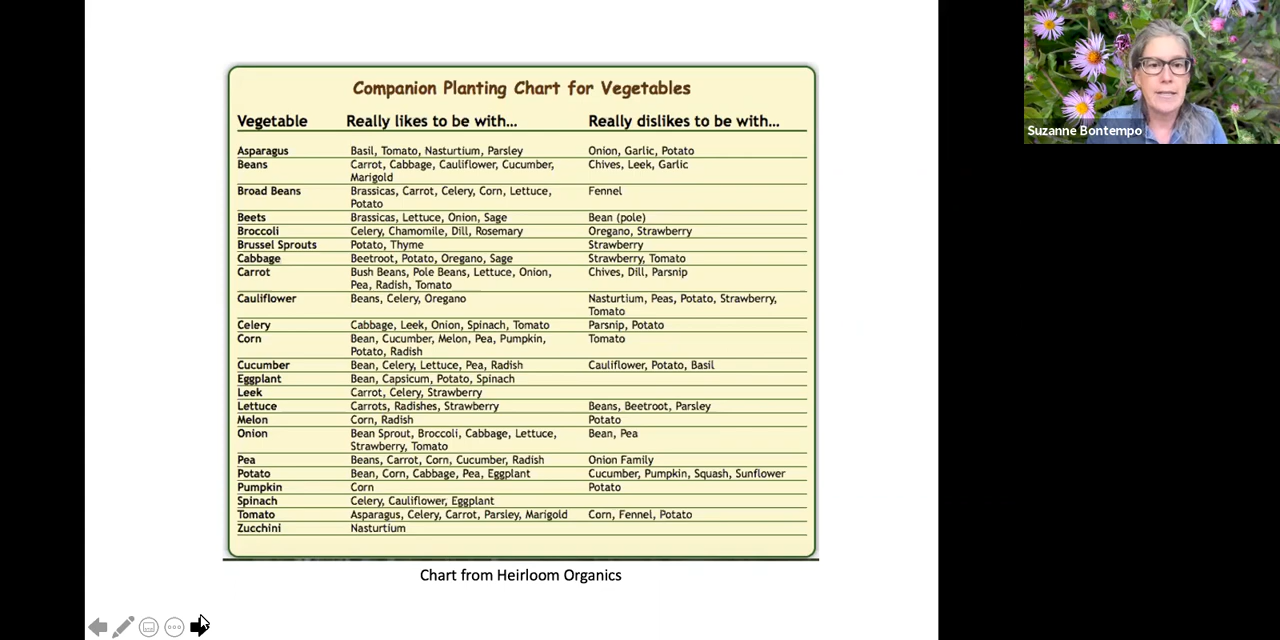 Companion Planting Chart for Vegetables
Vegetable Really likes to be with... Really dislikes to be with...
Asparagus Basil, Tomato, Nasturtium, Parsley Onion, Garlic, Potato
Beans Carrot, Cabbage, Cauliflower, Cucumber, Chives, Leek, Garlic
Marigold
Broad Beans Brassicas, Carrot, Celery, Corn, Lettuce, Fennel
Potato
Beets Brassicas, Lettuce, Onion, Sage Bean (pole)
Broccoli Celery, Chamomile, Dill, Rosemary Oregano, Strawberry
Brussel Sprouts Potato, Thyme Strawberry
Cabbage Beetroot, Potato, Oregano, Sage Strawberry, Tomato
Carrot Bush Beans, Pole Beans, Lettuce, Onion, Chives, Dill, Parsnip
Pea, Radish, Tomato
Cauliflower Beans, Celery, Oregano Nasturtium, Peas, Potato, Strawberry,
Tomato
Celery Cabbage, Leek, Onion, Spinach, Tomato Parsnip, Potato
Corn Bean, Cucumber, Melon, Pea, Pumpkin, Tomato
Potato, Radish
Cucumber Bean, Celery, Lettuce, Pea, Radish Cauliflower, Potato, Basil
Eggplant Bean, Capsicum, Potato, Spinach
Leek Carrot, Celery, Strawberry
Lettuce Carrots, Radishes, Strawberry Beans, Beetroot, Parsley
Melon Corn, Radish Potato
Onion Bean Sprout, Broccoli, Cabbage, Lettuce, Bean, Pea
Strawberry, Tomato
Pea Beans, Carrot, Corn, Cucumber, Radish Onion Family
Potato Bean, Corn, Cabbage, Pea, Eggplant Cucumber, Pumpkin, Squash, Sunflower
Pumpkin Corn Potato
Spinach Celery, Cauliflower, Eggplant
Tomato Asparagus, Celery, Carrot, Parsley, Marigold Corn, Fennel, Potato
Zucchini Nasturtium
Chart from Heirloom Organics
Suzanne Bontempo